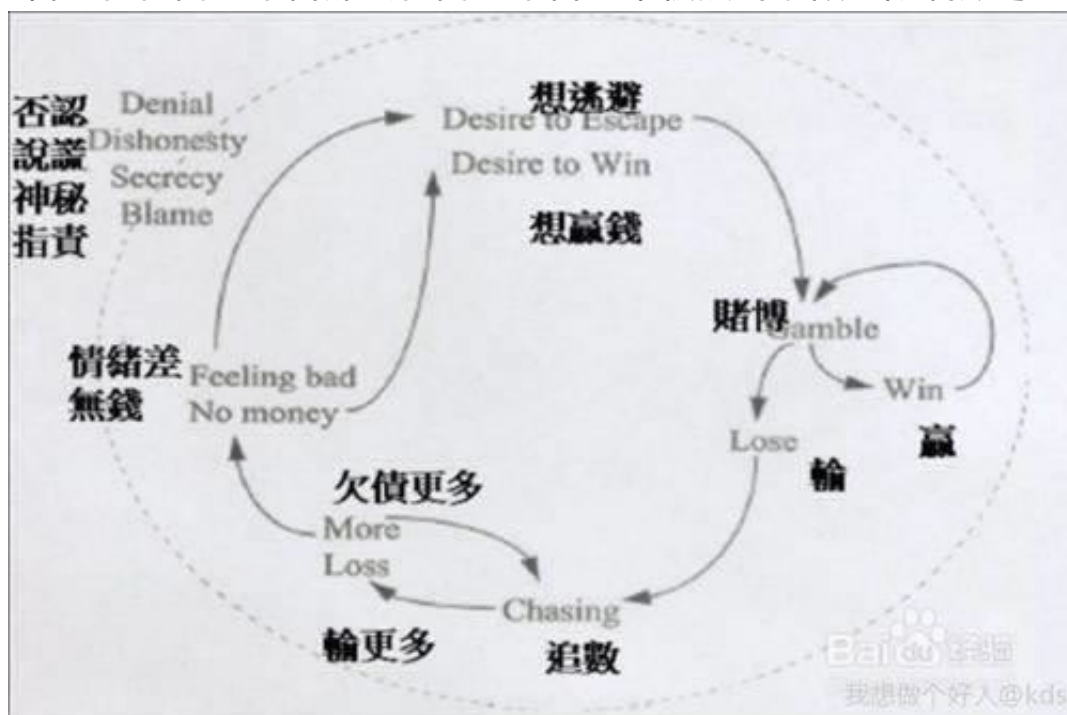 否認
說謊
神秘
指責
Denial
Dishonesty
Secrecy
Blame
想逃避
Desire to Escape
Desire to Win
想贏錢
賭博
Gamble
Win
贏
Lose
輸
情緒差
無錢
Feeling bad
No money
欠債更多
More
Loss
輸更多
Chasing
追數
Baidu 经验
我想做个好人@kds